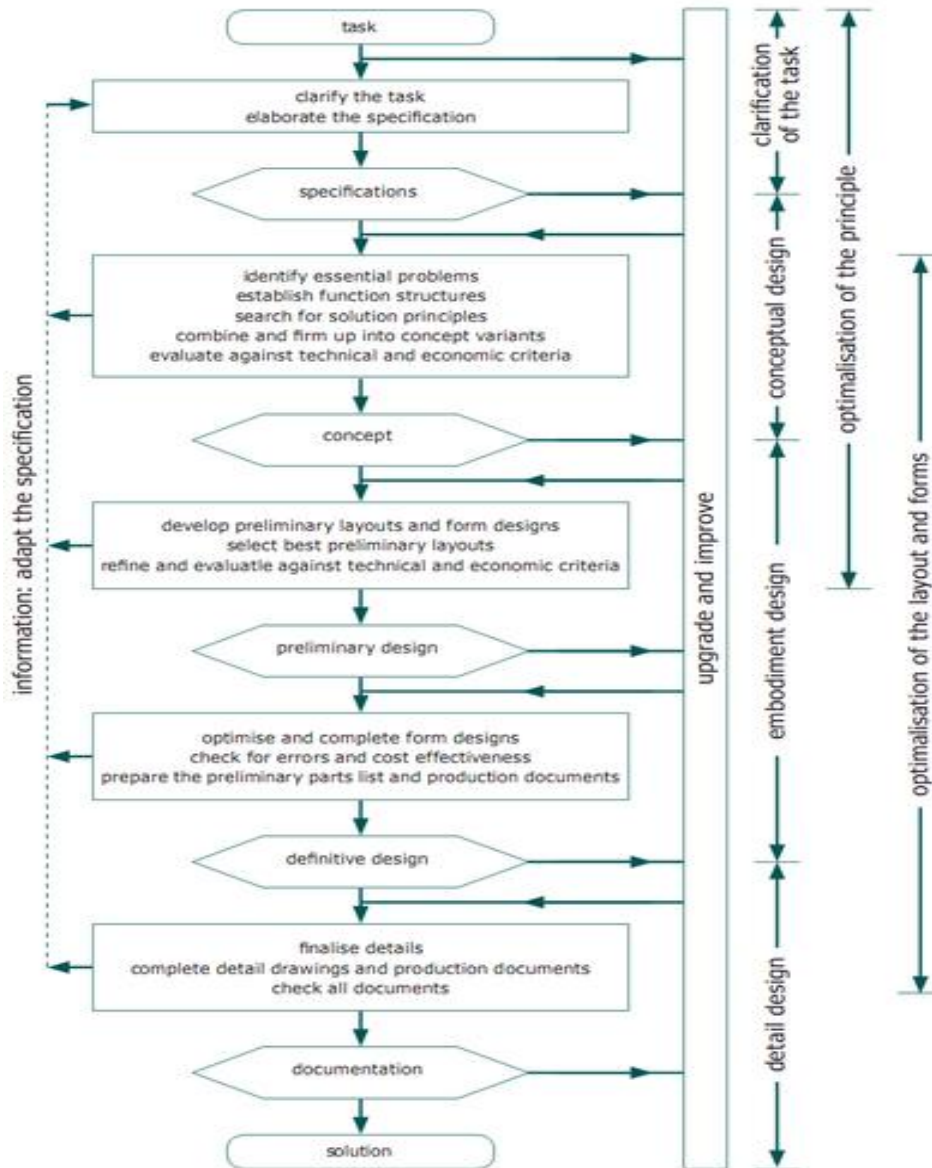 task
clarify the task
elaborate the specification
specifications
identify essential problems
establish function structures
search for solution principles
combine and firm up into concept variants
evaluate against technical and economic criteria
concept
develop preliminary layouts and form designs
select best preliminary layouts
refine and evaluatle against technical and economic criteria
preliminary design
optimise and complete form designs
check for errors and cost effectiveness
prepare the preliminary parts list and production documents
definitive design
finalise details
complete detail drawings and production documents
check all documents
documentation
solution
information: adapt the specification
upgrade and improve
clarification
of the task
conceptual design
embodiment design
detail design
optimalisation of the principle
optimalisation of the layout and forms